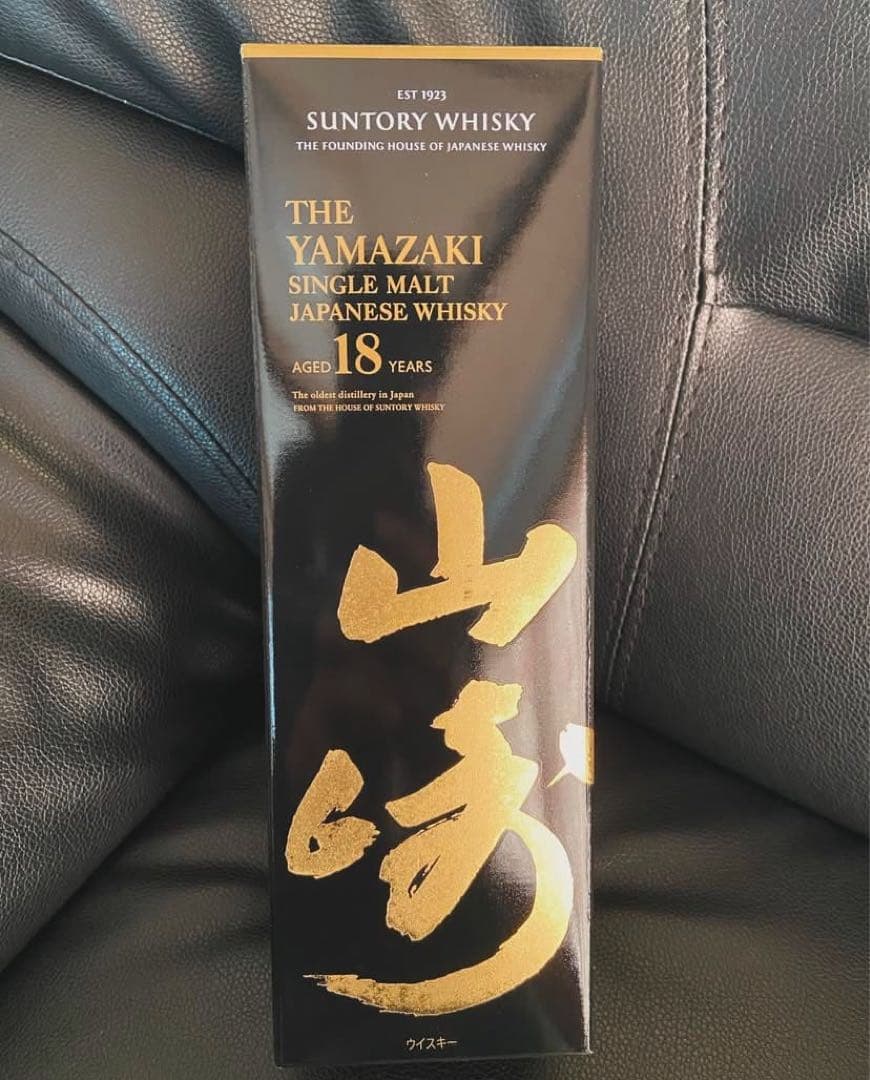 EST 1923
SUNTORY WHISKY
THE FOUNDING HOUSE OF JAPANESE WHISKY
THE
YAMAZAKI
SINGLE MALT
JAPANESE WHISKY
AGED 18 YEARS
The oldest distillery in Japan
FROM THE HOUSE OF SUNTORY WHISKY
山
崎
ウイスキー